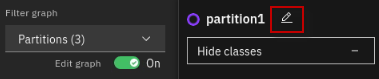 Filter graph
Partitions (3)
Edit graph On
partition1
Hide classes